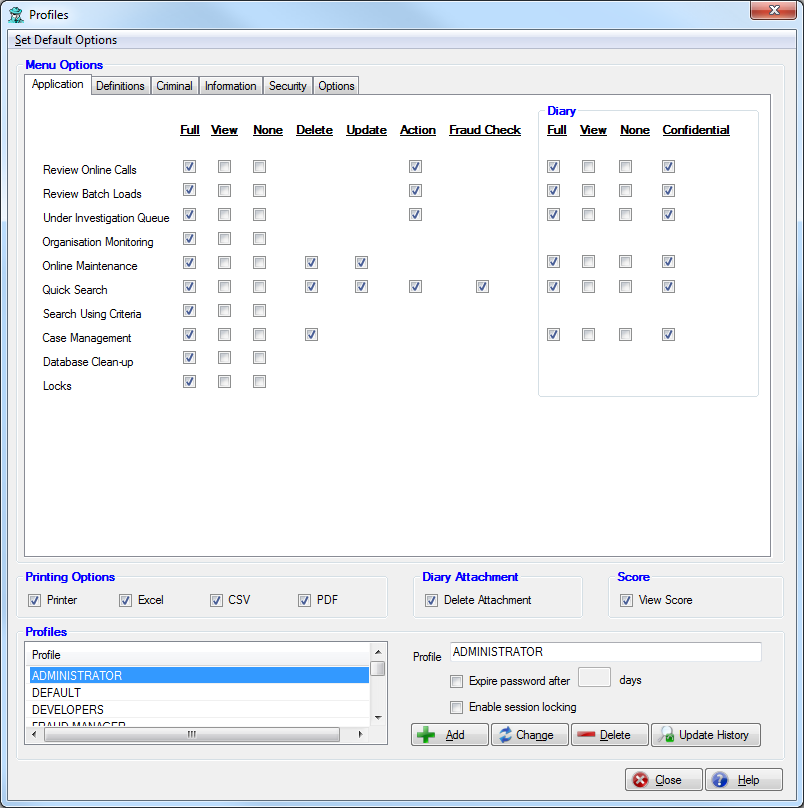 Profiles
Set Default Options
Menu Options
Application Definitions Criminal Information Security Options
Diary
Full View None Delete Update Action Fraud Check Full View None Confidential
Review Online Calls
Review Batch Loads
Under Investigation Queue
Organisation Monitoring
Online Maintenance
Quick Search
Search Using Criteria
Case Management
Database Clean-up
Locks
Printing Options Diary Attachment Score
Printer Excel CSV PDF Delete Attachment View Score
Profiles
Profile
ADMINISTRATOR
DEFAULT
DEVELOPERS
FRAUD MANAGER
Profile ADMINISTRATOR
Expire password after days
Enable session locking
Add Change Delete Update History
Close Help